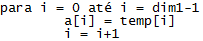 para i = 0 até i = dim1-1
a[i] = temp[i]
i = i+1